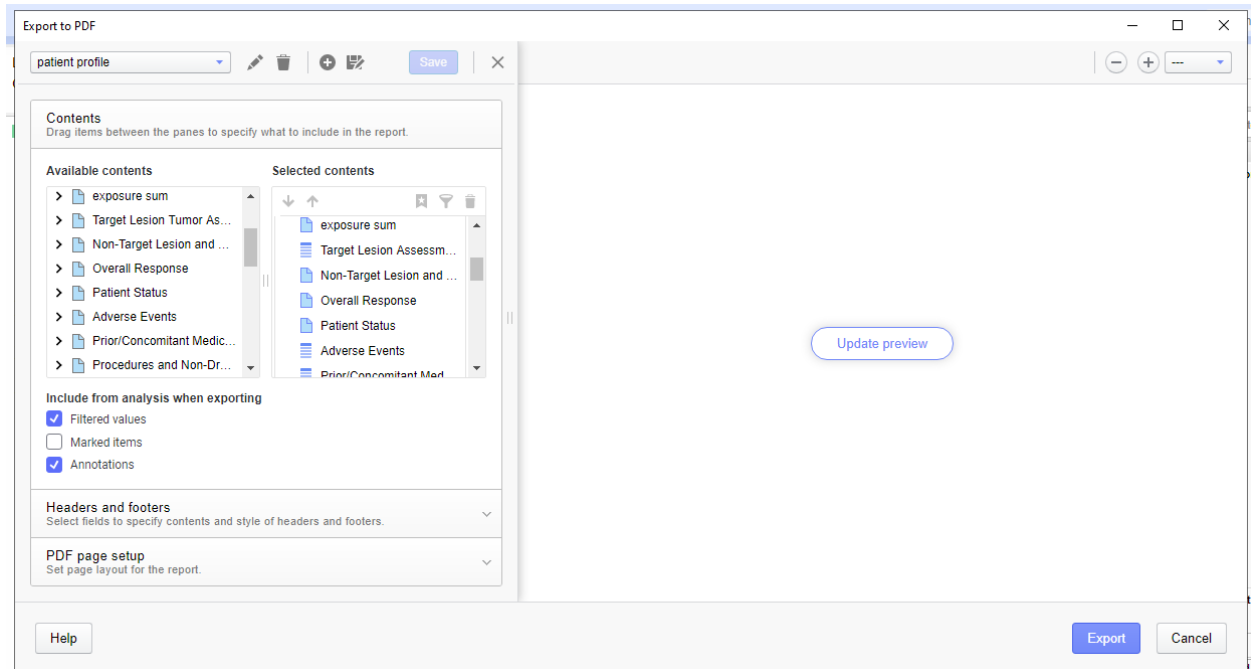 Export to PDF
patient profile
Save
---
Contents
Drag items between the panes to specify what to include in the report.
Available contents
Selected contents
exposure sum
Target Lesion Tumor As...
Non-Target Lesion and ...
Overall Response
Patient Status
Adverse Events
Prior/Concomitant Medic...
Procedures and Non-Dr...
exposure sum
Target Lesion Assessm...
Non-Target Lesion and ...
Overall Response
Patient Status
Adverse Events
Prior/Concomitant Med
Include from analysis when exporting
Filtered values
Marked items
Annotations
Headers and footers
Select fields to specify contents and style of headers and footers.
PDF page setup
Set page layout for the report.
Update preview
Help
Export
Cancel